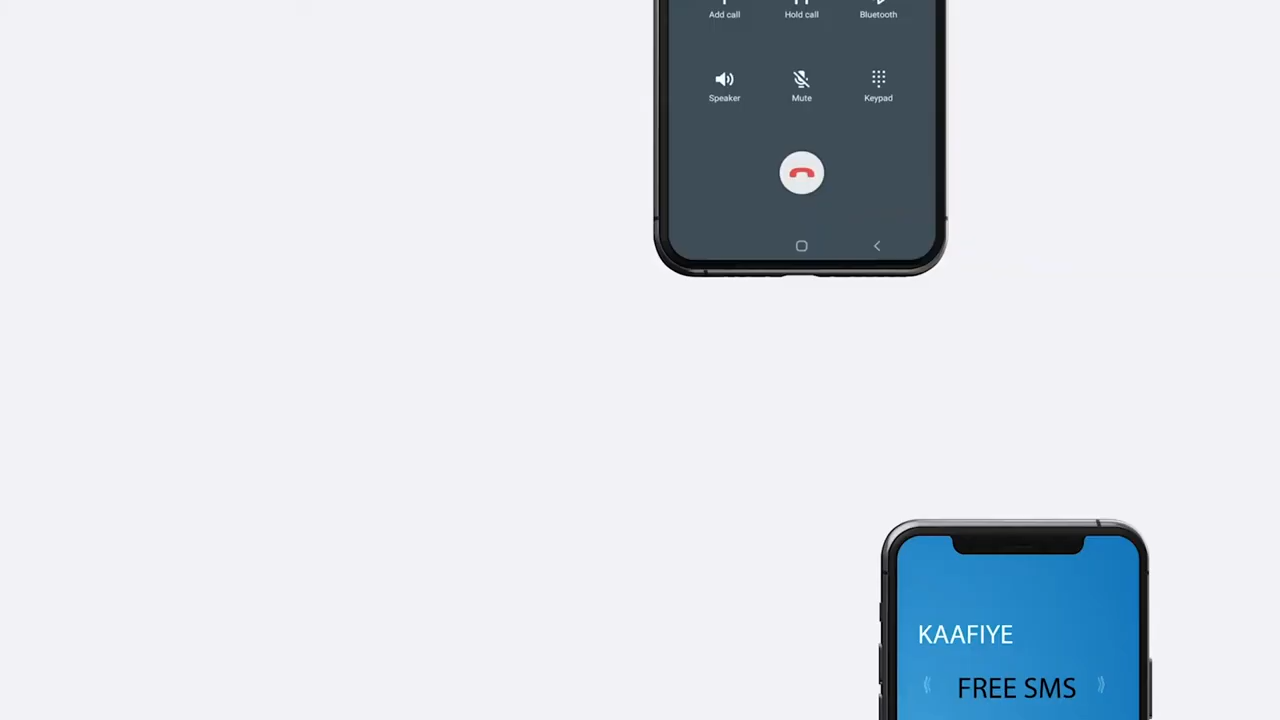 Add call Hold call Bluetooth
Speaker Mute Keypad
KAAFIYE
FREE SMS